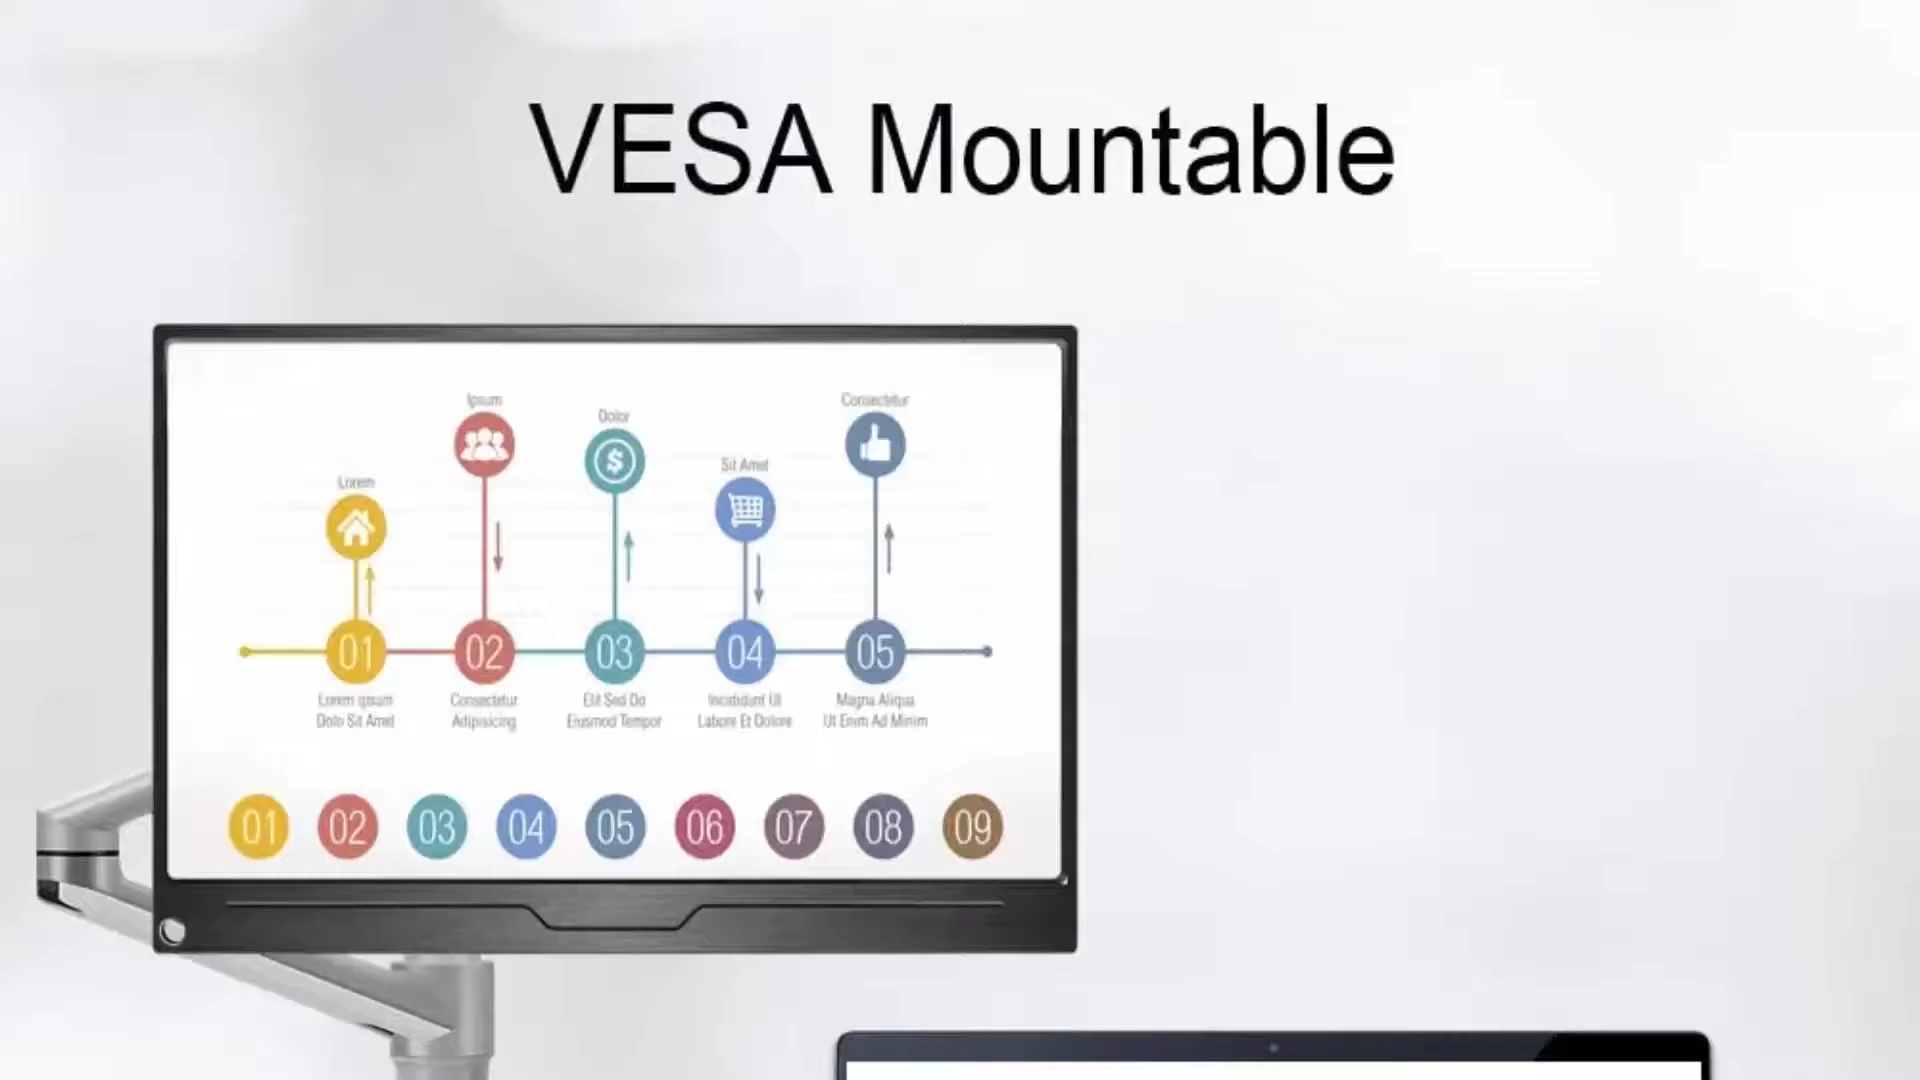 VESA Mountable
Ipsum
Consectetur
Dolor
Sit Amet
Lorem
01 02 03 04 05
Lorem ipsum Consectetur Elit Sed Do Incididunt Ut Magna Aliqua
Dolo Sit Amet Adipisicing Eiusmod Tempor Labore Et Dolore Ut Enim Ad Minim
01 02 03 04 05 06 07 08 09